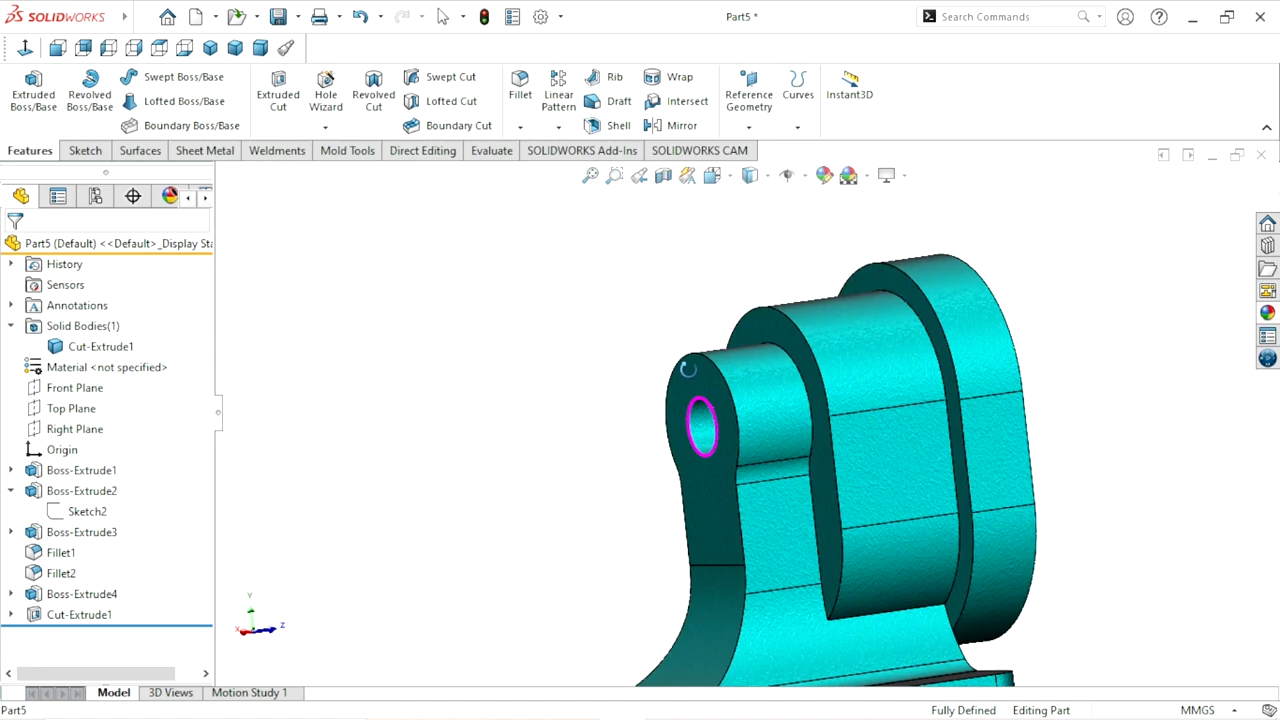 SOLIDWORKS
Part5 *
Search Commands
Extruded Boss/Base
Revolved Boss/Base
Swept Boss/Base
Lofted Boss/Base
Boundary Boss/Base
Extruded Cut
Hole Wizard
Revolved Cut
Swept Cut
Lofted Cut
Boundary Cut
Fillet
Linear Pattern
Rib
Draft
Shell
Wrap
Intersect
Mirror
Reference Geometry
Curves
Instant3D
Features
Sketch
Surfaces
Sheet Metal
Weldments
Mold Tools
Direct Editing
Evaluate
SOLIDWORKS Add-Ins
SOLIDWORKS CAM
Part5 (Default) <<Default>_Display Sta
History
Sensors
Annotations
Solid Bodies(1)
Cut-Extrude1
Material <not specified>
Front Plane
Top Plane
Right Plane
Origin
Boss-Extrude1
Boss-Extrude2
Sketch2
Boss-Extrude3
Fillet1
Fillet2
Boss-Extrude4
Cut-Extrude1
Y
X
Z
Model
3D Views
Motion Study 1
Part5
Fully Defined
Editing Part
MMGS